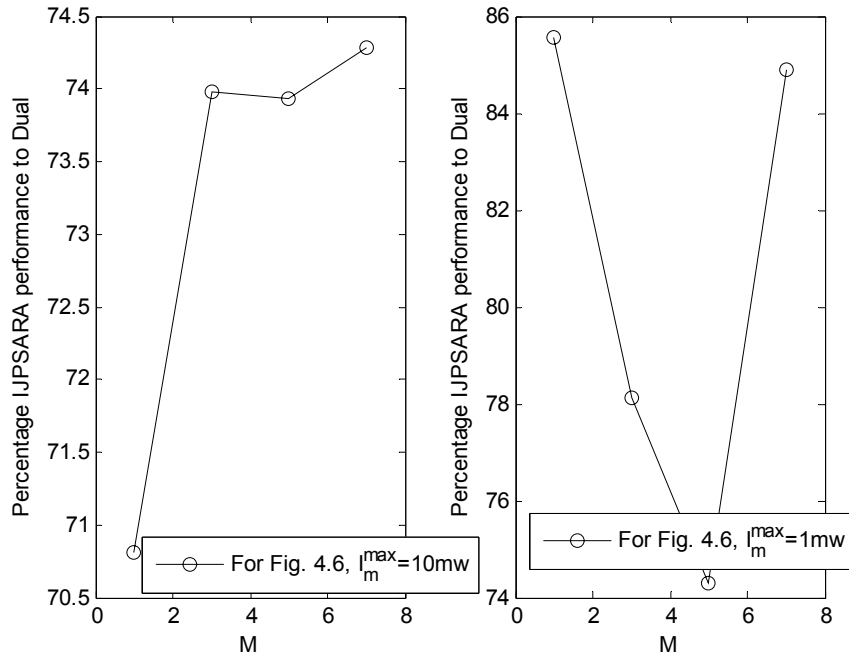 Percentage IJPSARA performance to Dual
74.5
74
73.5
73
72.5
72
71.5
71
70.5
0 2 4 6 8
M
For Fig. 4.6, I_m^max=10mw
Percentage IJPSARA performance to Dual
86
84
82
80
78
76
74
0 2 4 6 8
M
For Fig. 4.6, I_m^max=1mw